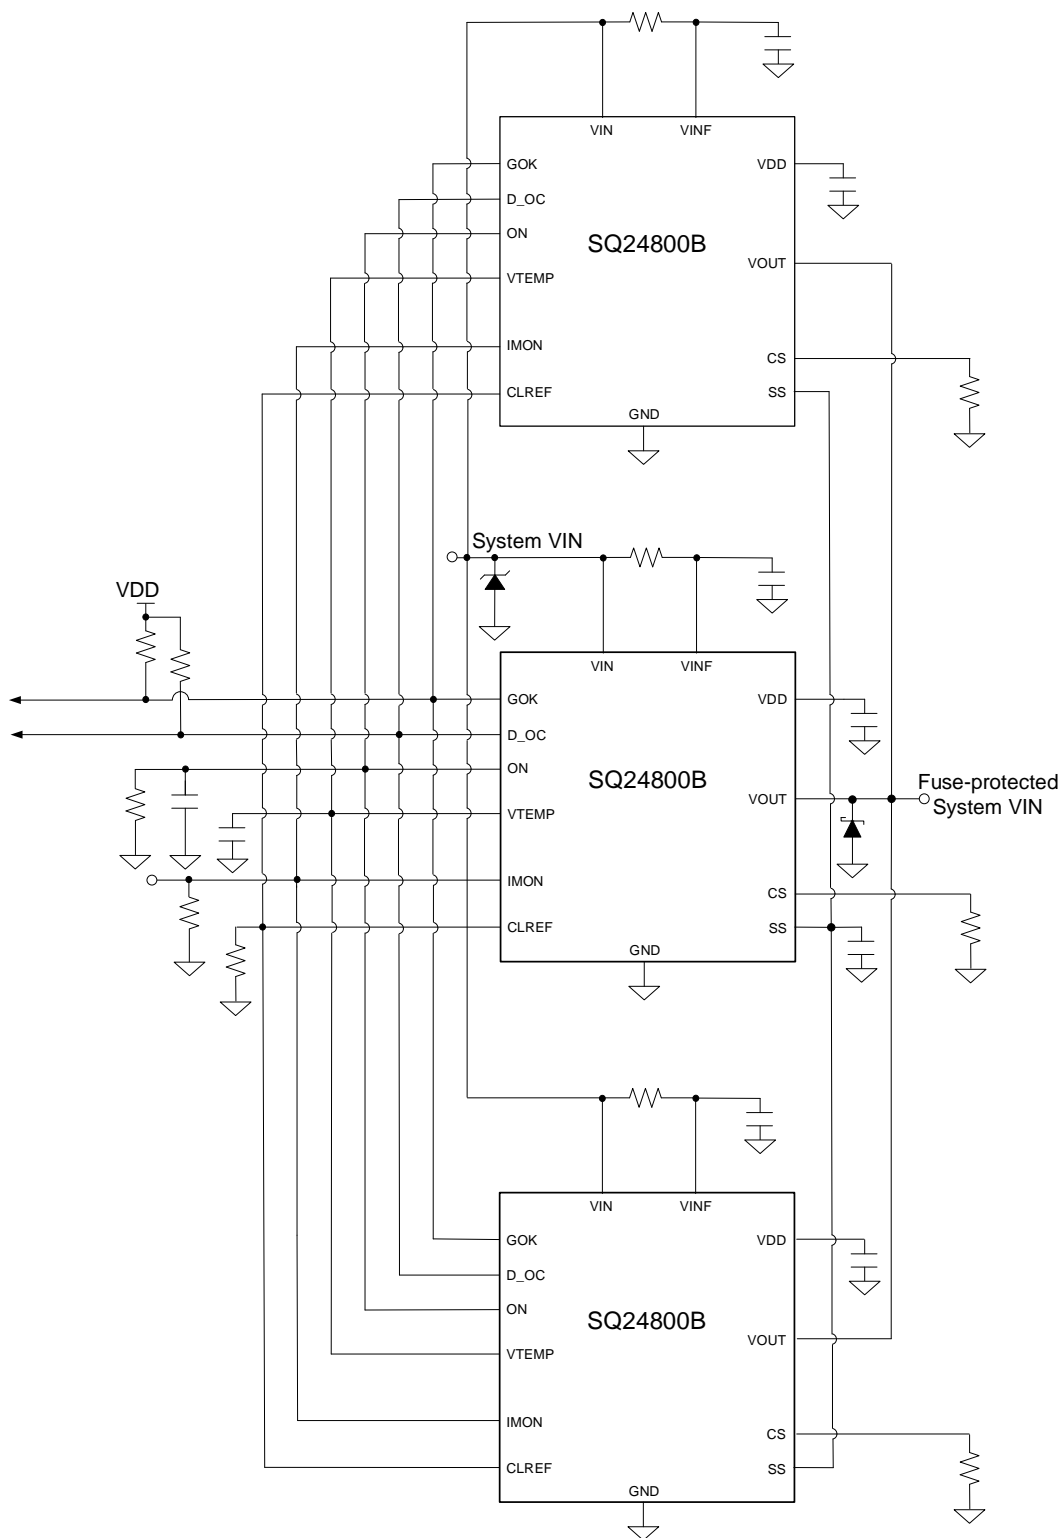 VIN
VINF
GOK
VDD
D_OC
ON
SQ24800B
VOUT
VTEMP
IMON
CS
CLREF
SS
GND
System VIN
VDD
VIN
VINF
GOK
VDD
D_OC
ON
SQ24800B
VOUT
Fuse-protected
System VIN
VTEMP
IMON
CS
CLREF
SS
GND
VIN
VINF
GOK
VDD
D_OC
ON
SQ24800B
VOUT
VTEMP
IMON
CS
CLREF
SS
GND